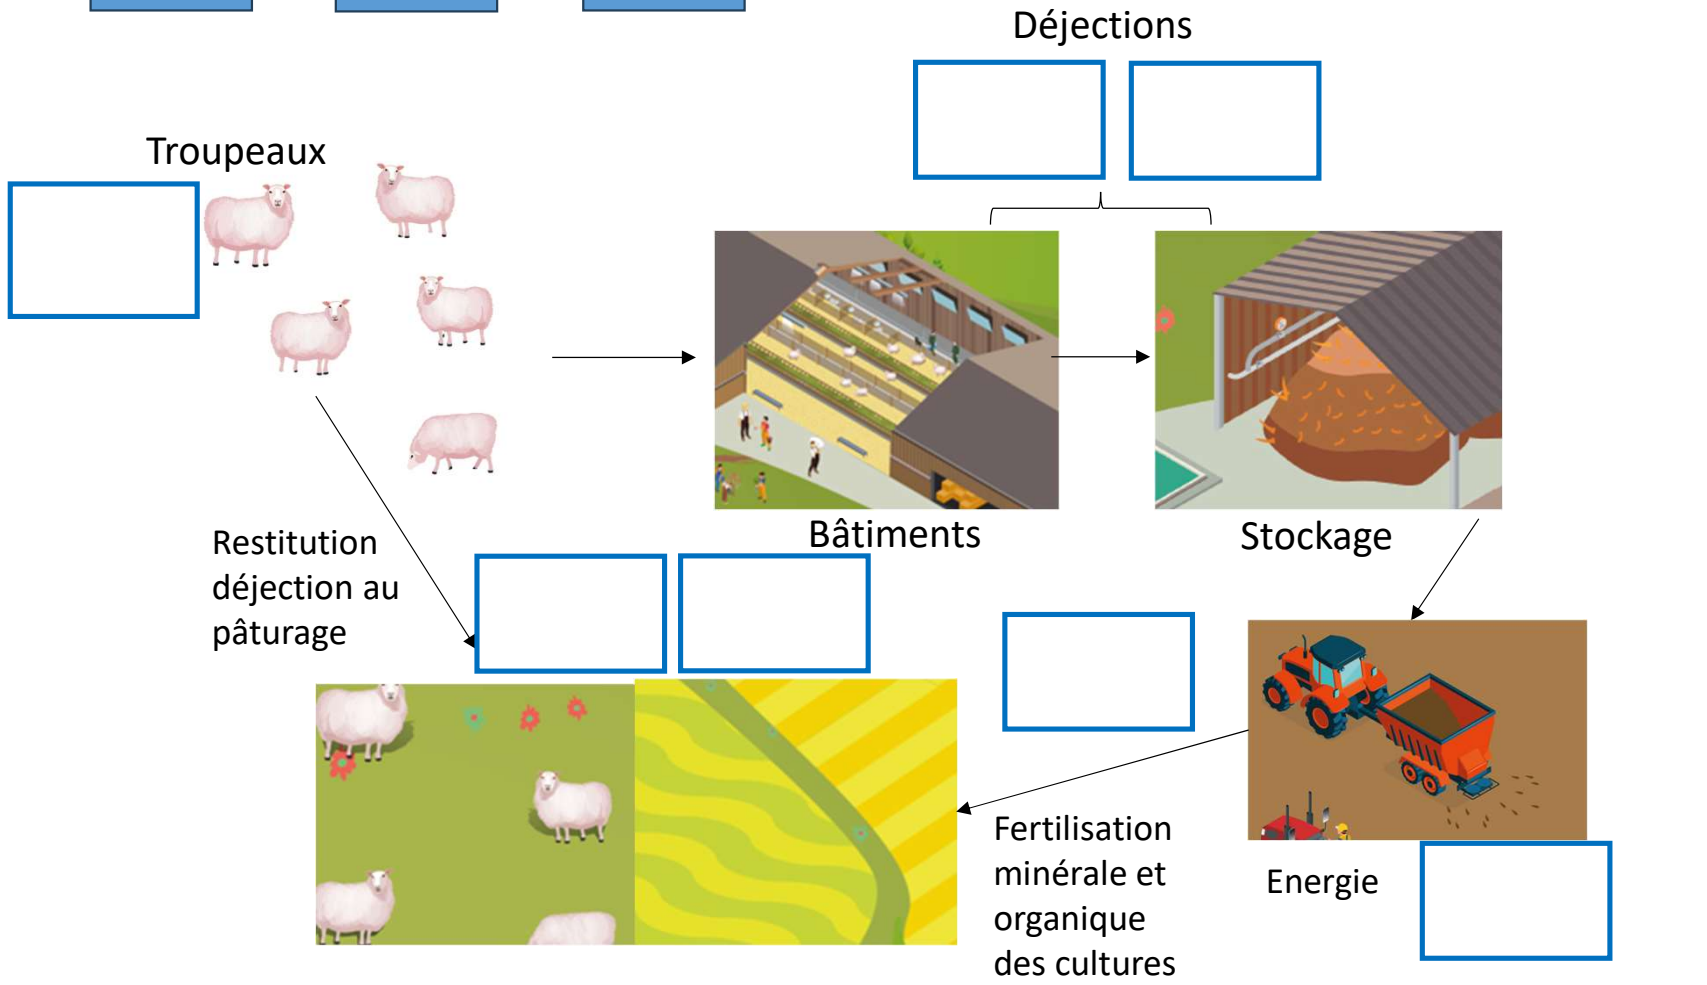 Déjections
Troupeaux
Bâtiments
Stockage
Restitution
déjection au
pâturage
Fertilisation
minérale et
organique
des cultures
Energie